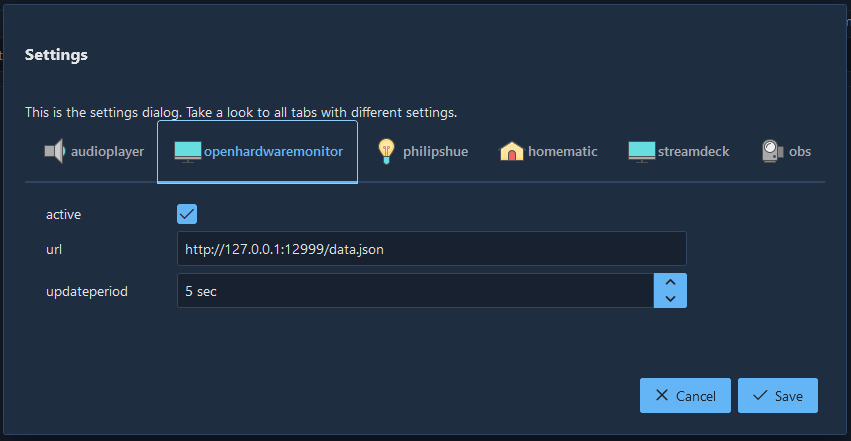 Settings
This is the settings dialog. Take a look to all tabs with different settings.
audioplayer openhardwaremonitor philipshue homematic streamdeck obs
active
url http://127.0.0.1:12999/data.json
updateperiod 5 sec
Cancel Save